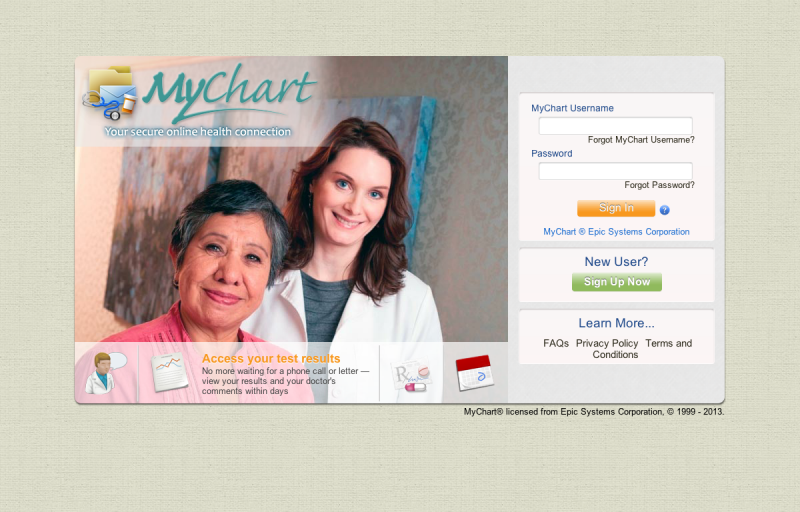 MyChart
Your secure online health connection
MyChart Username
Forgot MyChart Username?
Password
Forgot Password?
Sign In
?
MyChart ® Epic Systems Corporation
New User?
Sign Up Now
Learn More...
FAQs Privacy Policy Terms and
Conditions
Access your test results
No more waiting for a phone call or letter —
view your results and your doctor's
comments within days
Rx
MyChart® licensed from Epic Systems Corporation, © 1999 - 2013.